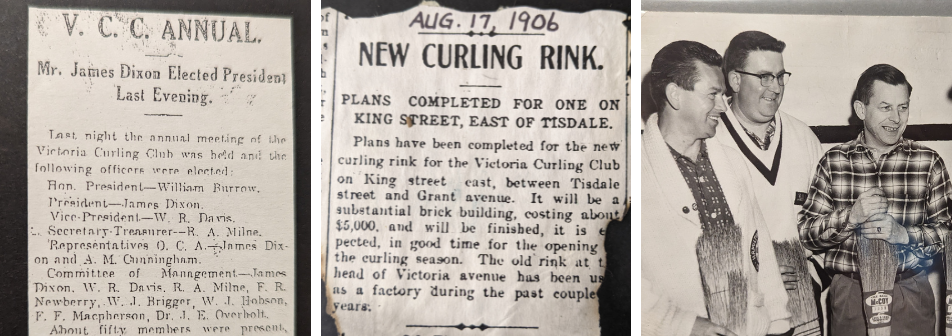 V. C. C. ANNUAL.
Mr. James Dixon Elected President
Last Evening.
Last night the annual meeting of the
Victoria Curling Club was held and the
following officers were elected:
Hon. President—William Burrow.
President—James Dixon.
Vice-President—W. R. Davis.
Secretary-Treasurer—R. A. Milne.
Representatives O. C. A.—James Dix-
on and A. M. Cunningham.
Committee of Management—James
Dixon, W. R. Davis, R. A. Milne, F. R.
Newberry, W. J. Brigger, W. J. Hobson,
F. F. Macpherson, Dr. J. E. Overholt.
About fifty members were present,
AUG. 17, 1906
NEW CURLING RINK.
PLANS COMPLETED FOR ONE ON
KING STREET, EAST OF TISDALE.
Plans have been completed for the new
curling rink for the Victoria Curling Club
on King street east, between Tisdale
street and Grant avenue. It will be a
substantial brick building, costing about
$5,000, and will be finished, it is
pected, in good time for the opening
the curling season. The old rink at
head of Victoria avenue has been
as a factory during the past couple
years.
McCOY